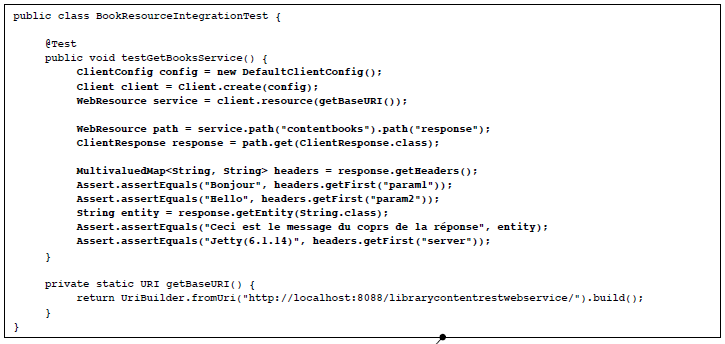 public class BookResourceIntegrationTest {
@Test
public void testGetBooksService() {
ClientConfig config = new DefaultClientConfig();
Client client = Client.create(config);
WebResource service = client.resource(getBaseURI());
WebResource path = service.path("contentbooks").path("response");
ClientResponse response = path.get(ClientResponse.class);
MultivaluedMap<String, String> headers = response.getHeaders();
Assert.assertEquals("Bonjour", headers.getFirst("param1"));
Assert.assertEquals("Hello", headers.getFirst("param2"));
String entity = response.getEntity(String.class);
Assert.assertEquals("Ceci est le message du coprs de la réponse", entity);
Assert.assertEquals("Jetty(6.1.14)", headers.getFirst("server"));
}
private static URI getBaseURI() {
return UriBuilder.fromUri("http://localhost:8088/librarycontentrestwebservice/").build();
}
}